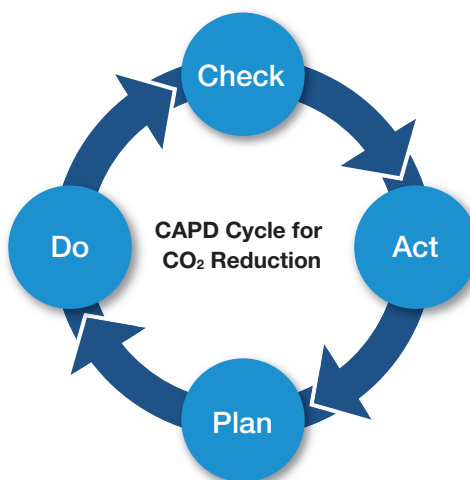 Check
Do
CAPD Cycle for
CO₂ Reduction
Act
Plan